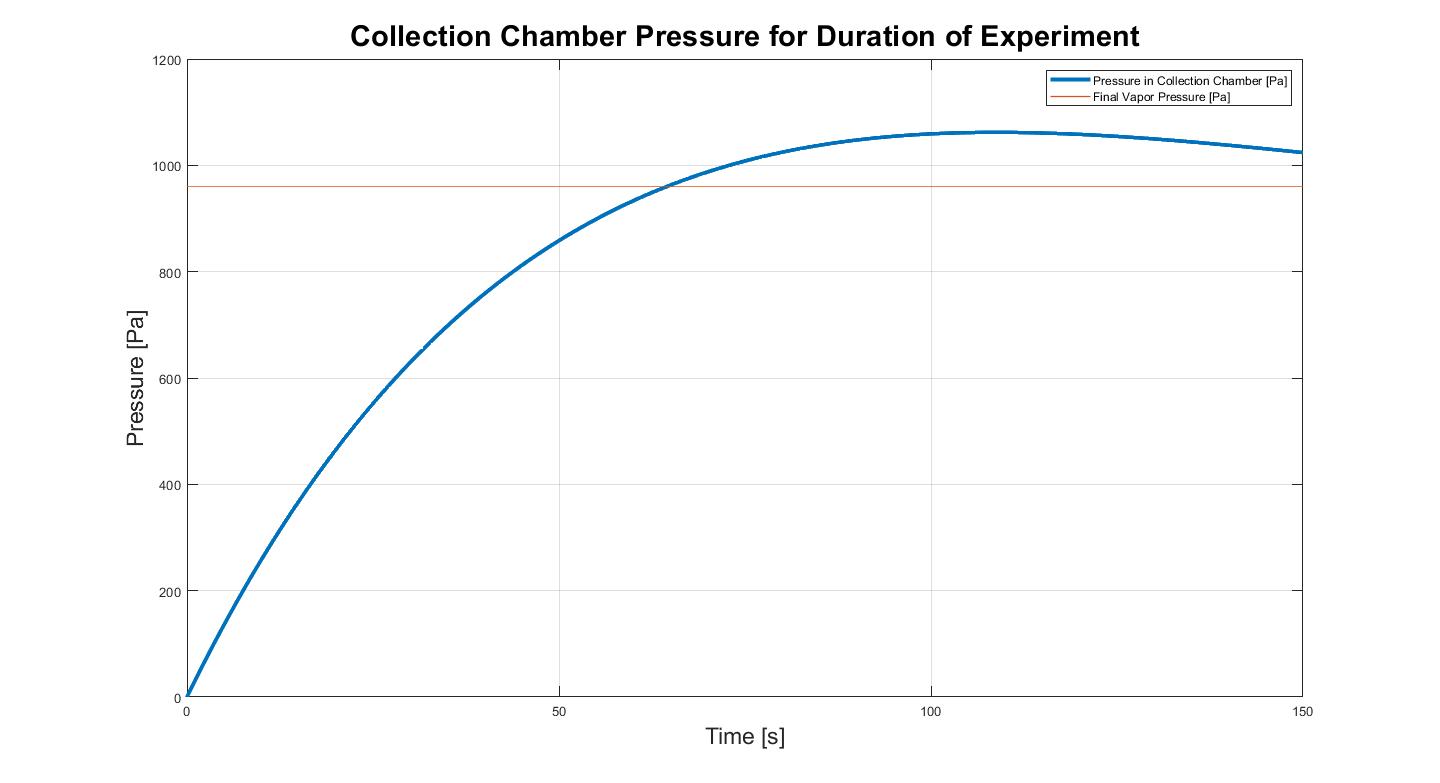 Collection Chamber Pressure for Duration of Experiment
Pressure in Collection Chamber [Pa]
Final Vapor Pressure [Pa]
1200
1000
800
600
400
200
0
Pressure [Pa]
0
50
100
150
Time [s]